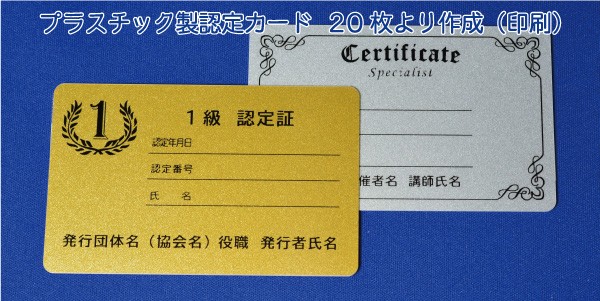 プラスチック製認定カード 20枚より作成（印刷）
Certificate
Specialist
催者名 講師氏名
1
1級 認定証
認定年月日
認定番号
氏 名
発行団体名（協会名）役職 発行者氏名